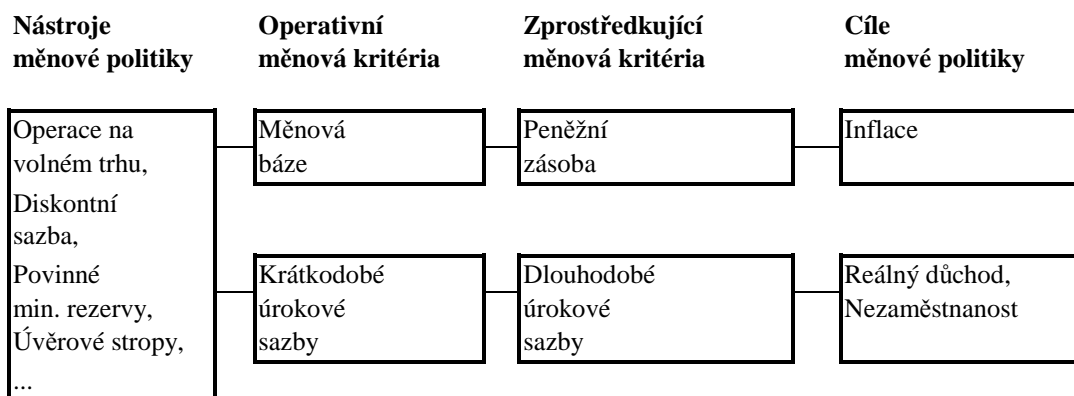 Nástroje
měnové politiky
Operativní
měnová kritéria
Zprostředkující
měnová kritéria
Cíle
měnové politiky
Operace na
volném trhu,
Diskontní
sazba,
Povinné
min. rezervy,
Úvěrové stropy,
...
Měnová
báze
Peněžní
zásoba
Inflace
Krátkodobé
úrokové
sazby
Dlouhodobé
úrokové
sazby
Reálný důchod,
Nezaměstnanost